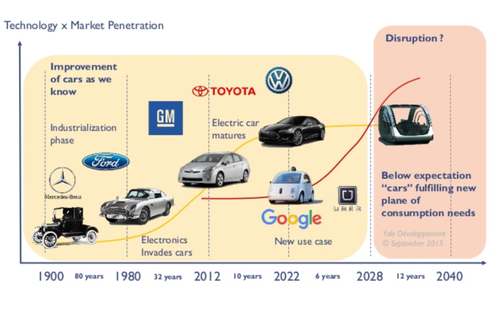 Technology x Market Penetration
Disruption ?
Improvement
of cars as we
know
TOYOTA
GM
Industrialization
phase
Electric car
matures
Ford
Mercedes-Benz
Google
UBER
Below expectation
“cars” fulfilling new
plane of
consumption needs
Electronics
Invades cars
New use case
Yole Développement
© September 2015
1900
80 years
1980
32 years
2012
10 years
2022
6 years
2028
12 years
2040